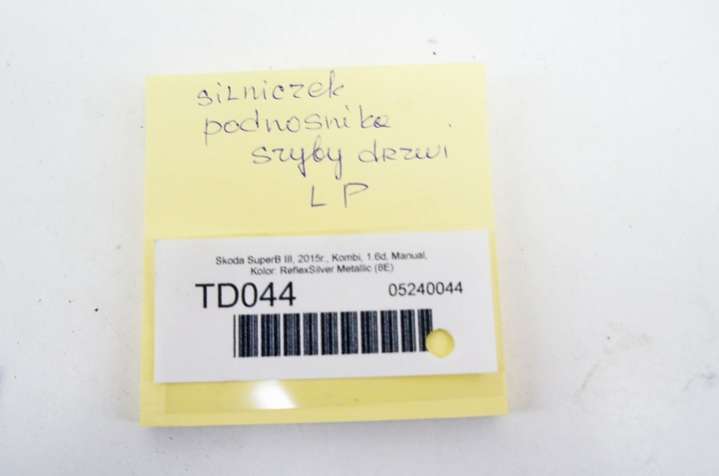 silniczek
podnosnika
szyby drzwi
L P
Skoda SuperB III, 2015r., Kombi, 1.6d, Manual,
Kolor: ReflexSilver Metallic (8E)
TD044 05240044